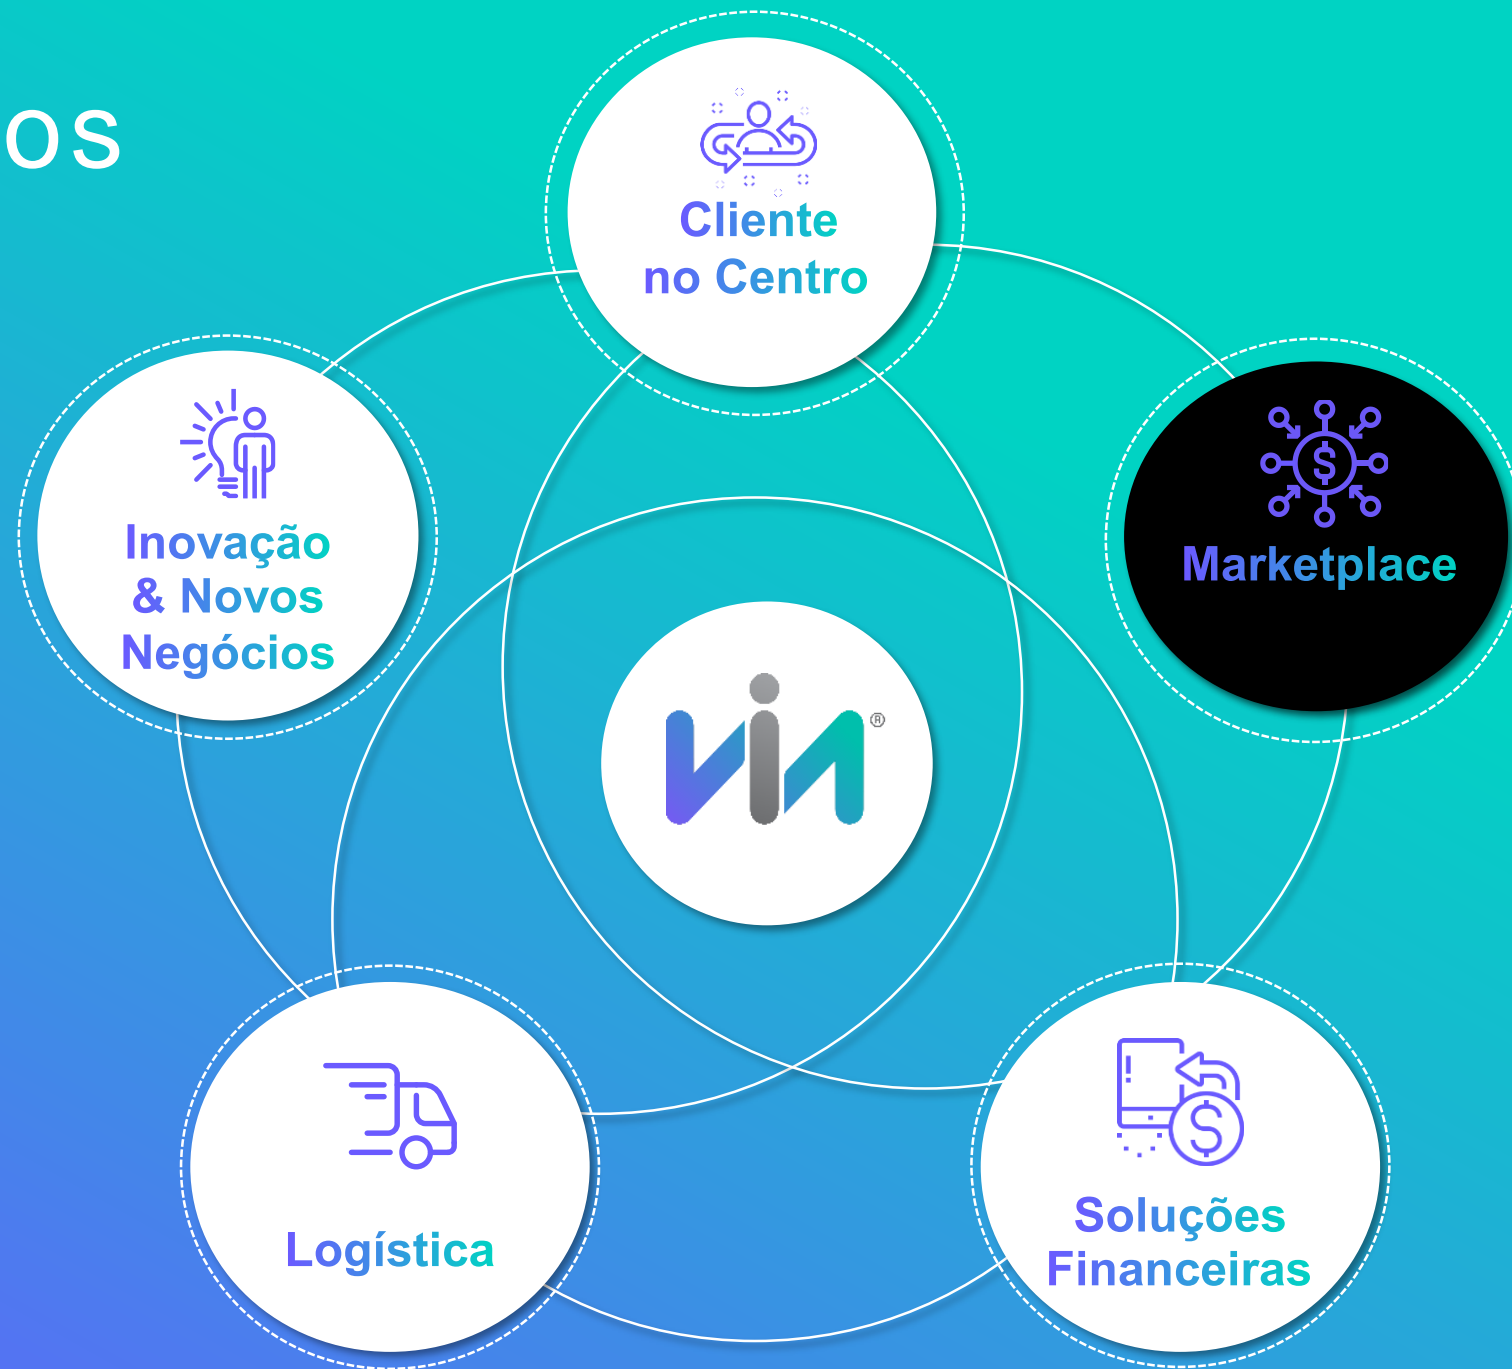 os
Cliente
no Centro
Inovação
& Novos
Negócios
Marketplace
via®
Logística
Soluções
Financeiras